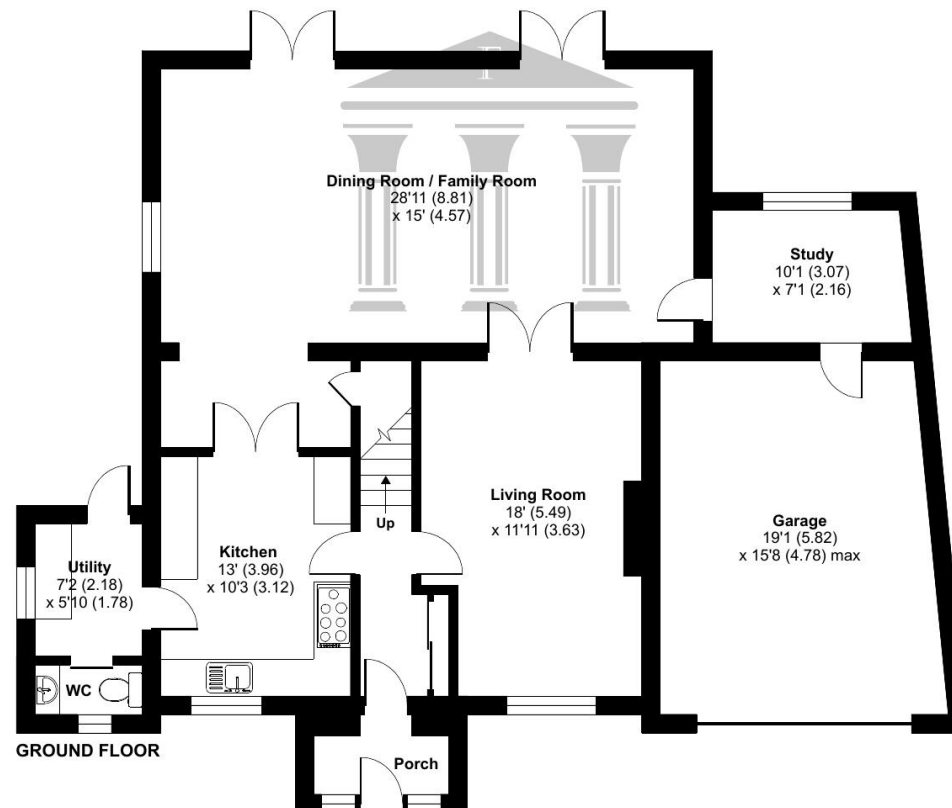 F
Dining Room / Family Room
28'11 (8.81)
x 15' (4.57)
Study
10'1 (3.07)
x 7'1 (2.16)
Living Room
18' (5.49)
x 11'11 (3.63)
Up
Garage
19'1 (5.82)
x 15'8 (4.78) max
Kitchen
13' (3.96)
x 10'3 (3.12)
Utility
7'2 (2.18)
x 5'10 (1.78)
WC
GROUND FLOOR
Porch